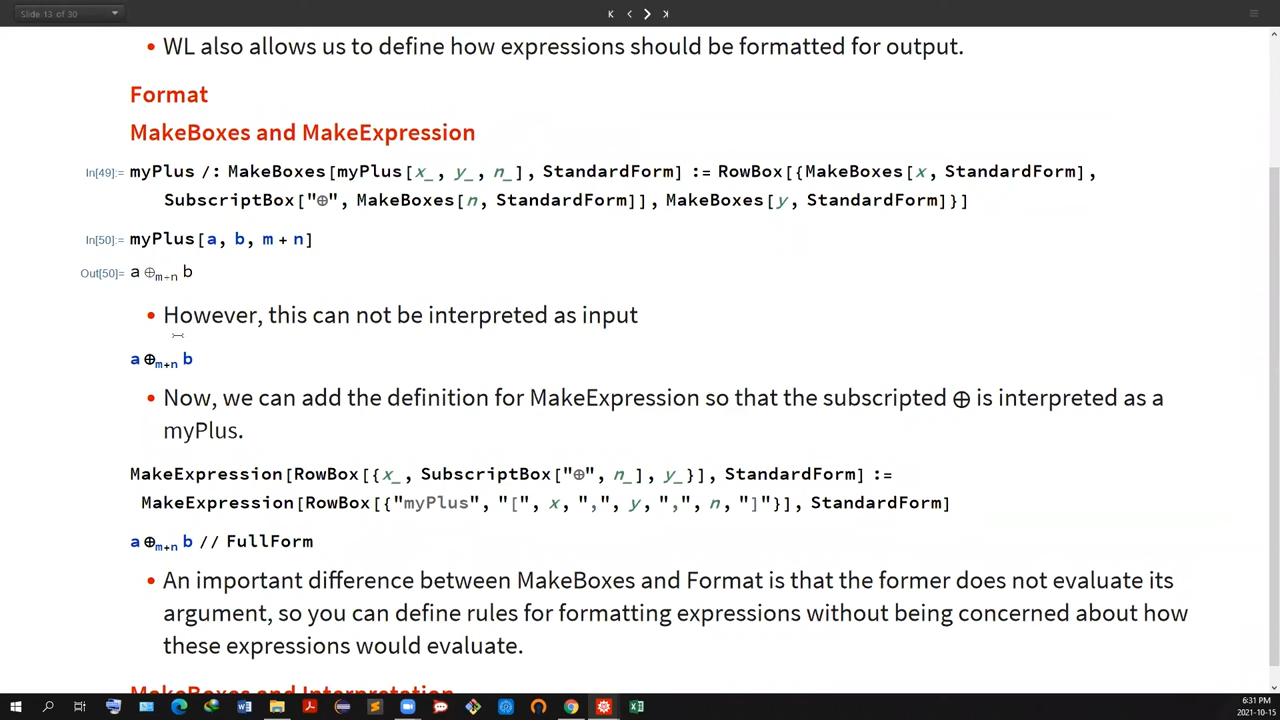 Slide 13 of 30
• WL also allows us to define how expressions should be formatted for output.
Format
MakeBoxes and MakeExpression
In[49]:= myPlus /: MakeBoxes[myPlus[x_, y_, n_], StandardForm] := RowBox[{MakeBoxes[x, StandardForm],
SubscriptBox["⊕", MakeBoxes[n, StandardForm]], MakeBoxes[y, StandardForm]}]
In[50]:= myPlus[a, b, m + n]
Out[50]= a ⊕m+n b
• However, this can not be interpreted as input
a ⊕m+n b
• Now, we can add the definition for MakeExpression so that the subscripted ⊕ is interpreted as a
myPlus.
MakeExpression[RowBox[{x_, SubscriptBox["⊕", n_], y_}], StandardForm] :=
MakeExpression[RowBox[{"myPlus", "[", x, ",", y, ",", n, "]"}], StandardForm]
a ⊕m+n b // FullForm
• An important difference between MakeBoxes and Format is that the former does not evaluate its
argument, so you can define rules for formatting expressions without being concerned about how
these expressions would evaluate.
MakeBoxes and Interpretation
6:31 PM
2021-10-15